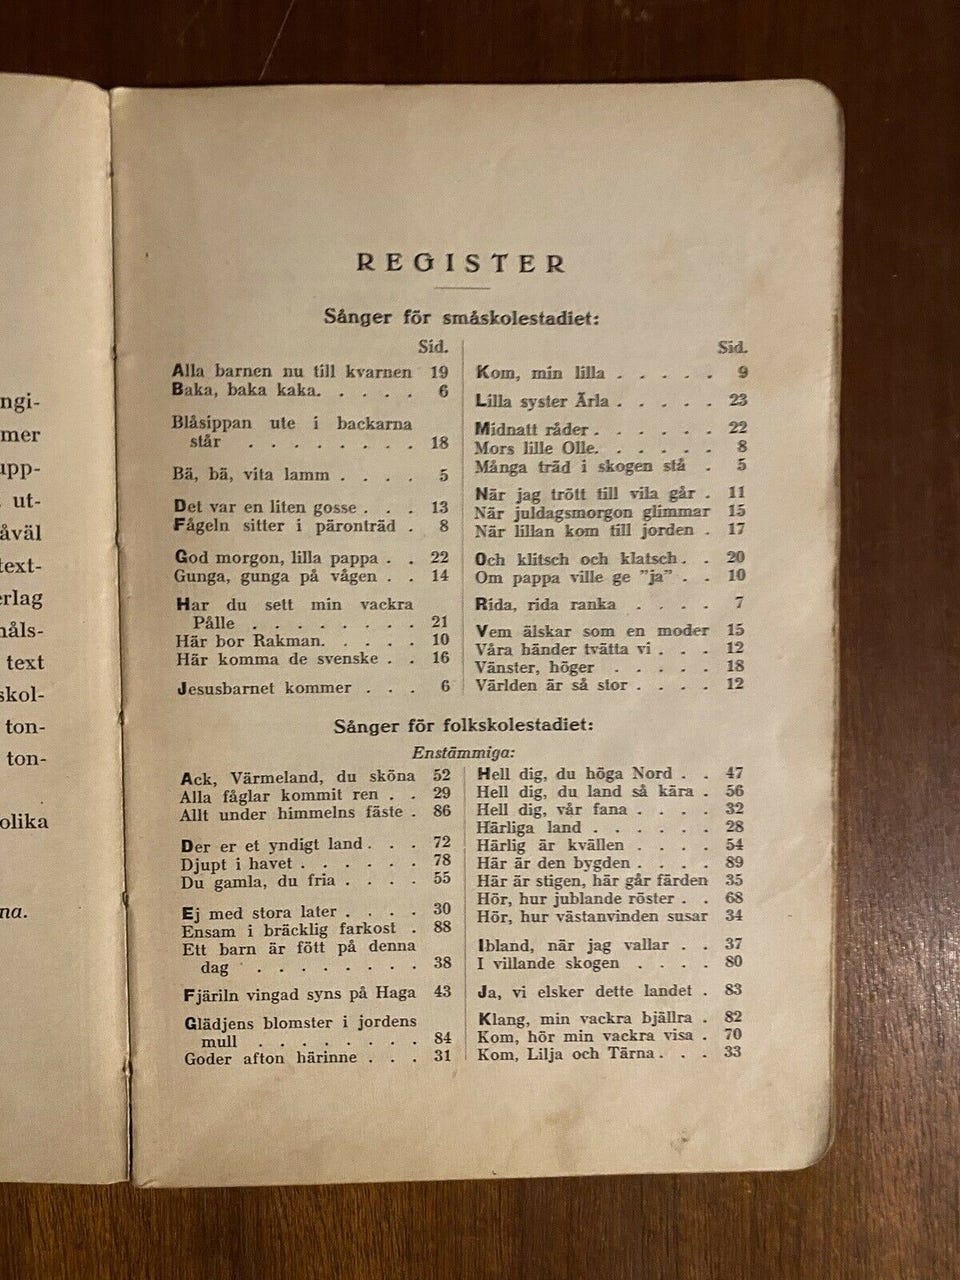 ngi-
mer
upp-
ut-
åväl
text-
erlag
håls-
text
skol-
ton-
ton-
olika
na.
REGISTER
Sånger för småskolestadiet:
Sid.
Alla barnen nu till kvarnen 19
Baka, baka kaka. . . . . 6
Blåsippan ute i backarna
står . . . . . . . . 18
Bä, bä, vita lamm . . . . 5
Det var en liten gosse . . . 13
Fågeln sitter i päronträd . 8
God morgon, lilla pappa . . 22
Gunga, gunga på vågen . . 14
Har du sett min vackra
Pålle . . . . . . . . 21
Här bor Rakman. . . . . 10
Här komma de svenske . . 16
Jesusbarnet kommer . . . 6
Sid.
Kom, min lilla . . . . . 9
Lilla syster Ärla . . . . . 23
Midnatt råder . . . . . . 22
Mors lille Olle. . . . . . 8
Många träd i skogen stå . 5
När jag trött till vila går . 11
När juldagsmorgon glimmar 15
När lillan kom till jorden . 17
Och klitsch och klatsch . . 20
Om pappa ville ge ”ja” . . 10
Rida, rida ranka . . . . 7
Vem älskar som en moder 15
Våra händer tvätta vi . . . 12
Vänster, höger . . . . . 18
Världen är så stor . . . . 12
Sånger för folkskolestadiet:
Enstämmiga:
Ack, Värmeland, du sköna 52
Alla fåglar kommit ren . . 29
Allt under himmelns fäste . 86
Der er et yndigt land . . . 72
Djupt i havet . . . . . . 78
Du gamla, du fria . . . . 55
Ej med stora later . . . . 30
Ensam i bräcklig farkost . 88
Ett barn är fött på denna
dag . . . . . . . . 38
Fjäriln vingad syns på Haga 43
Glädjens blomster i jordens
mull . . . . . . . . 84
Goder afton härinne . . . 31
Hell dig, du höga Nord . . 47
Hell dig, du land så kära . 56
Hell dig, vår fana . . . . 32
Härliga land . . . . . . 28
Härlig är kvällen . . . . 54
Här är den bygden . . . . 89
Här är stigen, här går färden 35
Hör, hur jublande röster . . 68
Hör, hur västanvinden susar 34
Ibland, när jag vallar . . 37
I villande skogen . . . . 80
Ja, vi elsker dette landet . 83
Klang, min vackra bjällra . 82
Kom, hör min vackra visa . 70
Kom, Lilja och Tärna . . . 33